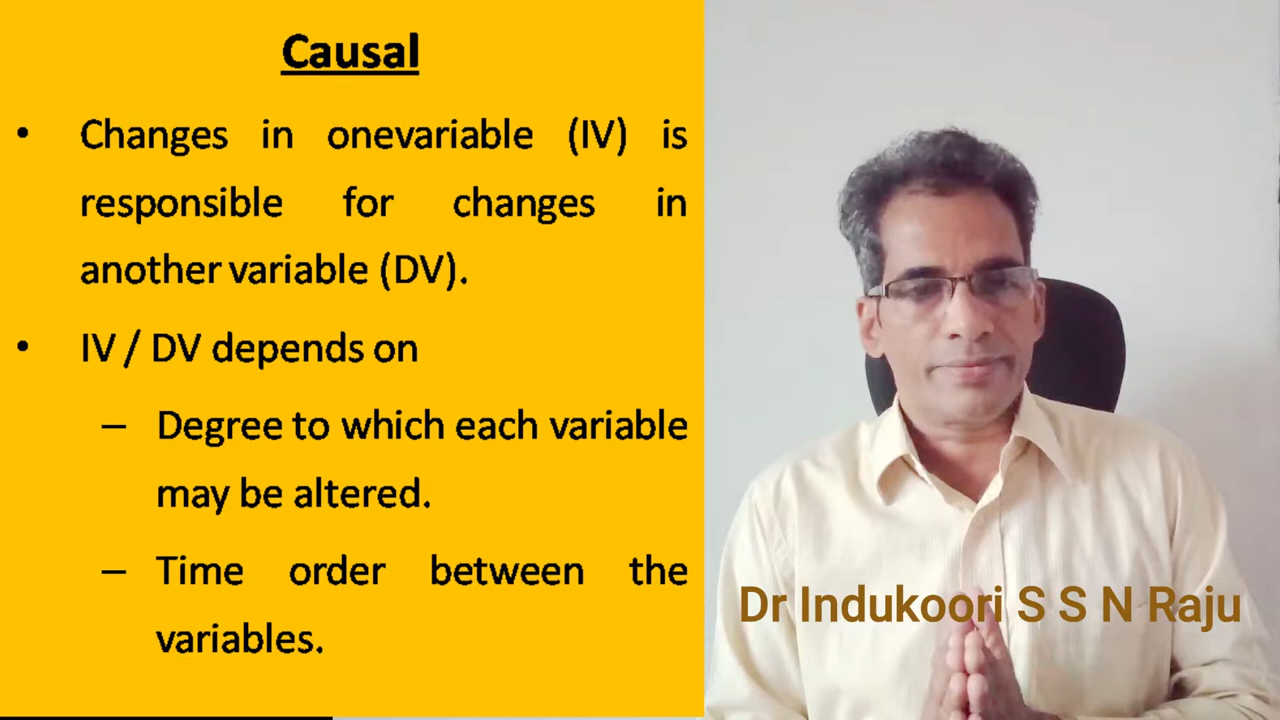 Causal
• Changes in onevariable (IV) is
responsible for changes in
another variable (DV).
• IV / DV depends on
– Degree to which each variable
may be altered.
– Time order between the
variables.
Dr Indukoori S S N Raju